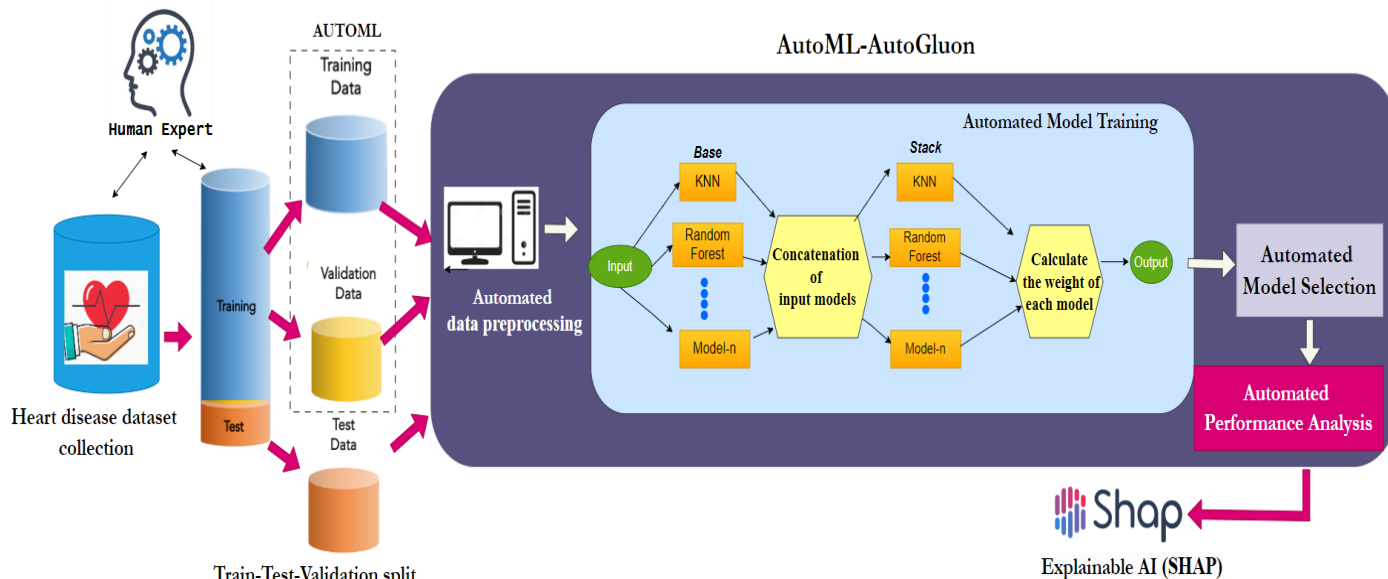 AUTOML
Training
Data
Human Expert
Validation
Data
Training
Test
Test
Data
Heart disease dataset
collection
Train-Test-Validation split
AutoML-AutoGluon
Automated
data preprocessing
Automated Model Training
Input
Base
KNN
Random
Forest
Model-n
Concatenation
of
input models
Stack
KNN
Random
Forest
Model-n
Calculate
the weight of
each model
Output
Automated
Model Selection
Automated
Performance Analysis
Shap
Explainable AI (SHAP)